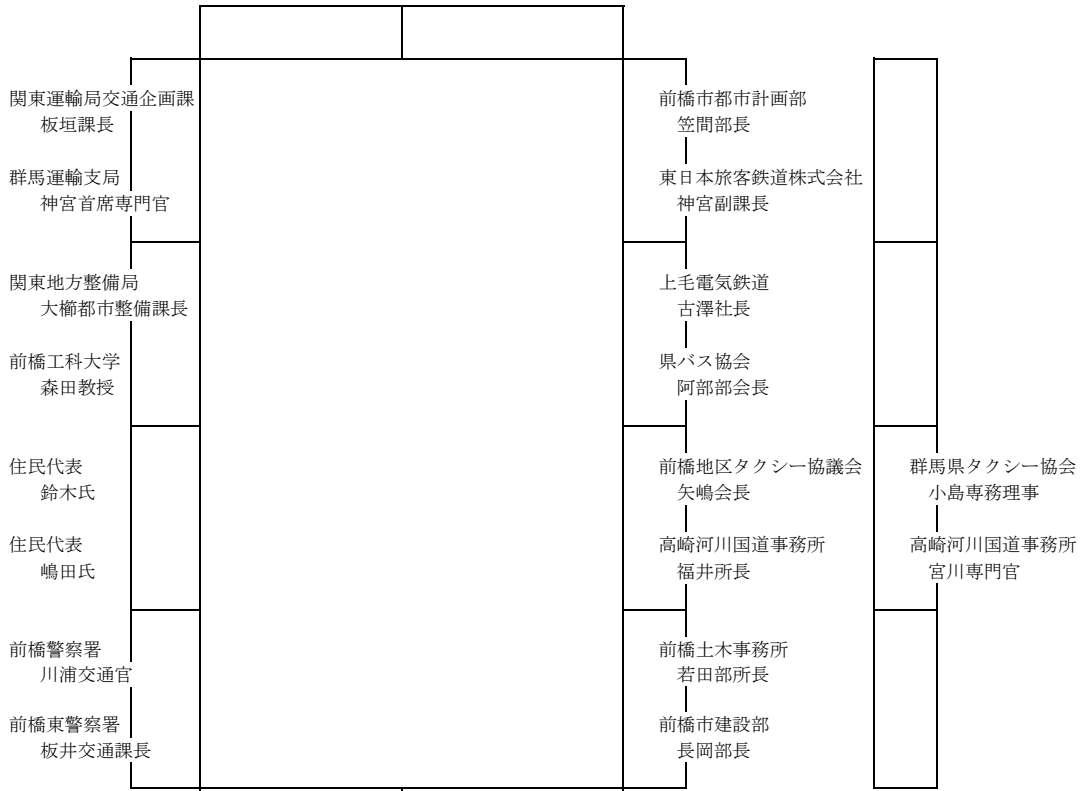 関東運輸局交通企画課
板垣課長
群馬運輸支局
神宮首席専門官
関東地方整備局
大櫛都市整備課長
前橋工科大学
森田教授
住民代表
鈴木氏
住民代表
嶋田氏
前橋警察署
川浦交通官
前橋東警察署
板井交通課長
前橋市都市計画部
笠間部長
東日本旅客鉄道株式会社
神宮副課長
上毛電気鉄道
古澤社長
県バス協会
阿部部会長
前橋地区タクシー協議会
矢嶋会長
高崎河川国道事務所
福井所長
前橋土木事務所
若田部所長
前橋市建設部
長岡部長
群馬県タクシー協会
小島専務理事
高崎河川国道事務所
宮川専門官